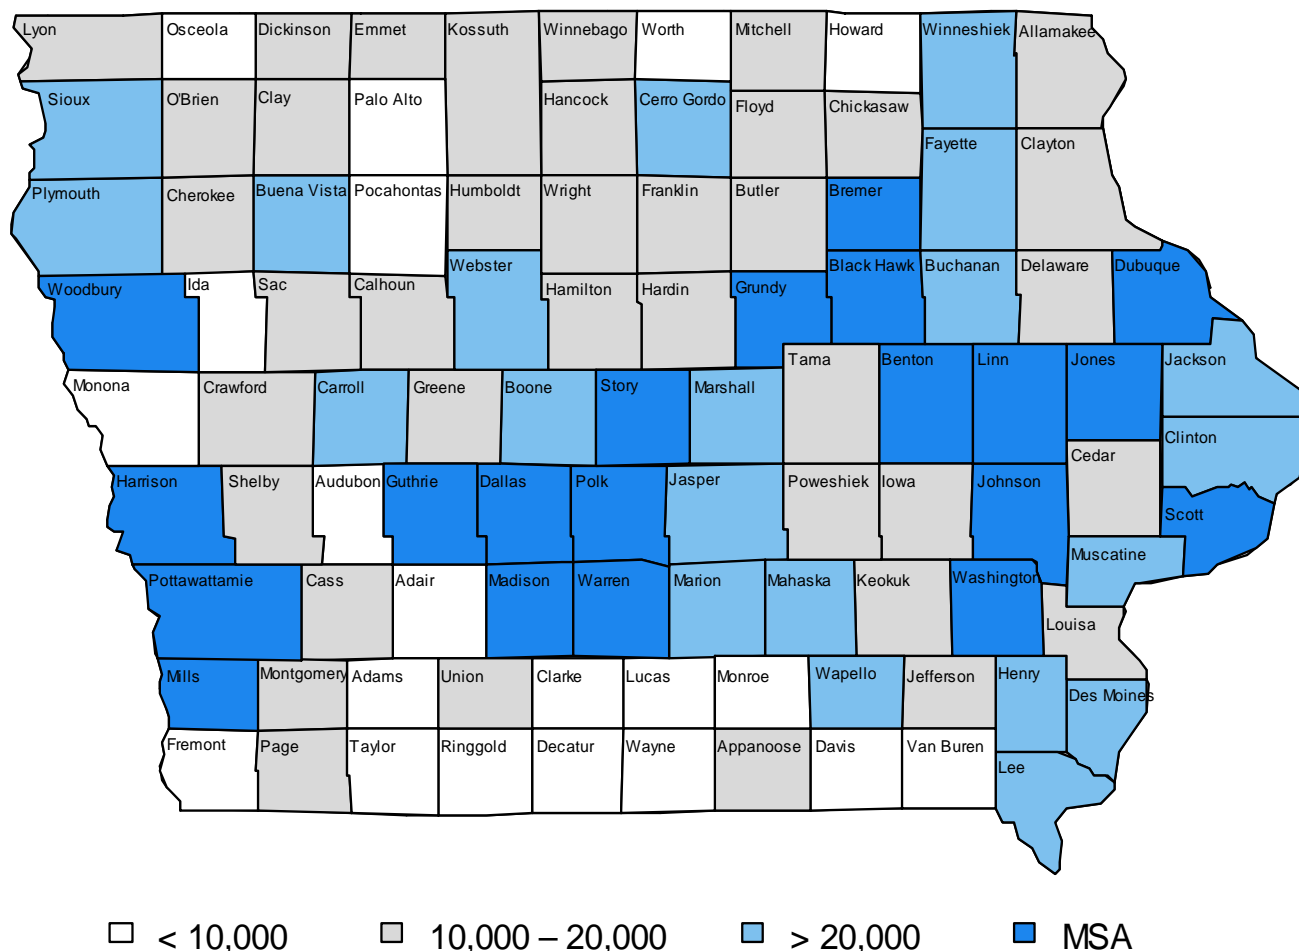 Lyon Osceola Dickinson Emmet Kossuth Winnebago Worth Mitchell Howard Winneshiek Allamakee
Sioux O'Brien Clay Palo Alto Hancock Cerro Gordo Floyd Chickasaw
Fayette Clayton
Plymouth Cherokee Buena Vista Pocahontas Humboldt Wright Franklin Butler Bremer
Woodbury Ida Sac Calhoun Webster Hamilton Hardin Grundy Black Hawk Buchanan Delaware Dubuque
Monona Crawford Carroll Greene Boone Story Marshall Tama Benton Linn Jones Jackson
Clinton
Harrison Shelby Audubon Guthrie Dallas Polk Jasper Poweshiek Iowa Johnson Cedar Scott
Muscatine
Pottawattamie Cass Adair Madison Warren Marion Mahaska Keokuk Washington
Louisa
Mills Montgomery Adams Union Clarke Lucas Monroe Wapello Jefferson Henry Des Moines
Fremont Page Taylor Ringgold Decatur Wayne Appanoose Davis Van Buren Lee
< 10,000 10,000 – 20,000 > 20,000 MSA